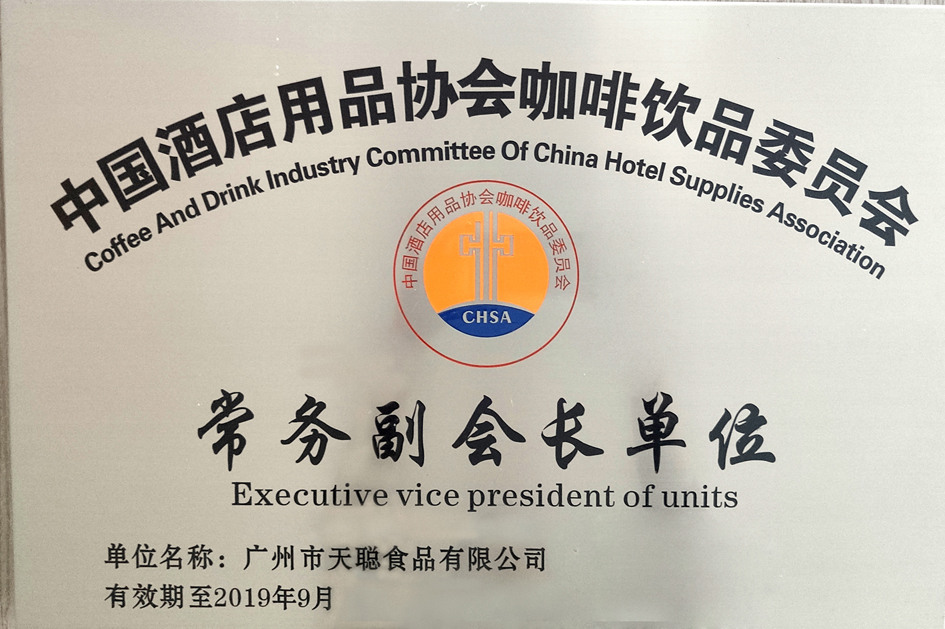 中国酒店用品协会咖啡饮品委员会
Coffee And Drink Industry Committee Of China Hotel Supplies Association
中国酒店用品协会咖啡饮品委员会
CHSA
常务副会长单位
Executive vice president of units
单位名称：广州市天聪食品有限公司
有效期至2019年9月